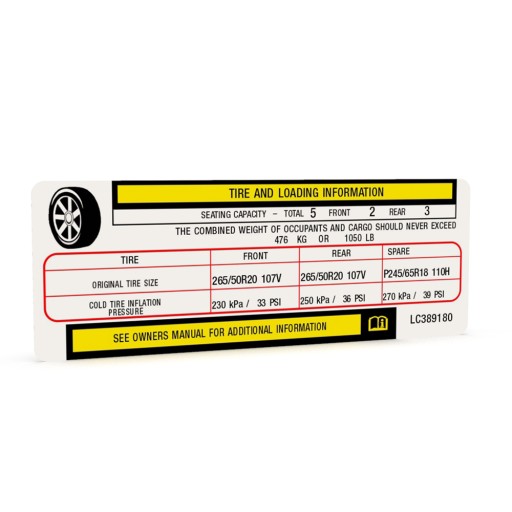 TIRE AND LOADING INFORMATION
SEATING CAPACITY - TOTAL 5 FRONT 2 REAR 3
THE COMBINED WEIGHT OF OCCUPANTS AND CARGO SHOULD NEVER EXCEED
476 KG OR 1050 LB
TIRE FRONT REAR SPARE
ORIGINAL TIRE SIZE 265/50R20 107V 265/50R20 107V P245/65R18 110H
COLD TIRE INFLATION PRESSURE 230 kPa / 33 PSI 250 kPa / 36 PSI 270 kPa / 39 PSI
SEE OWNERS MANUAL FOR ADDITIONAL INFORMATION
LC389180